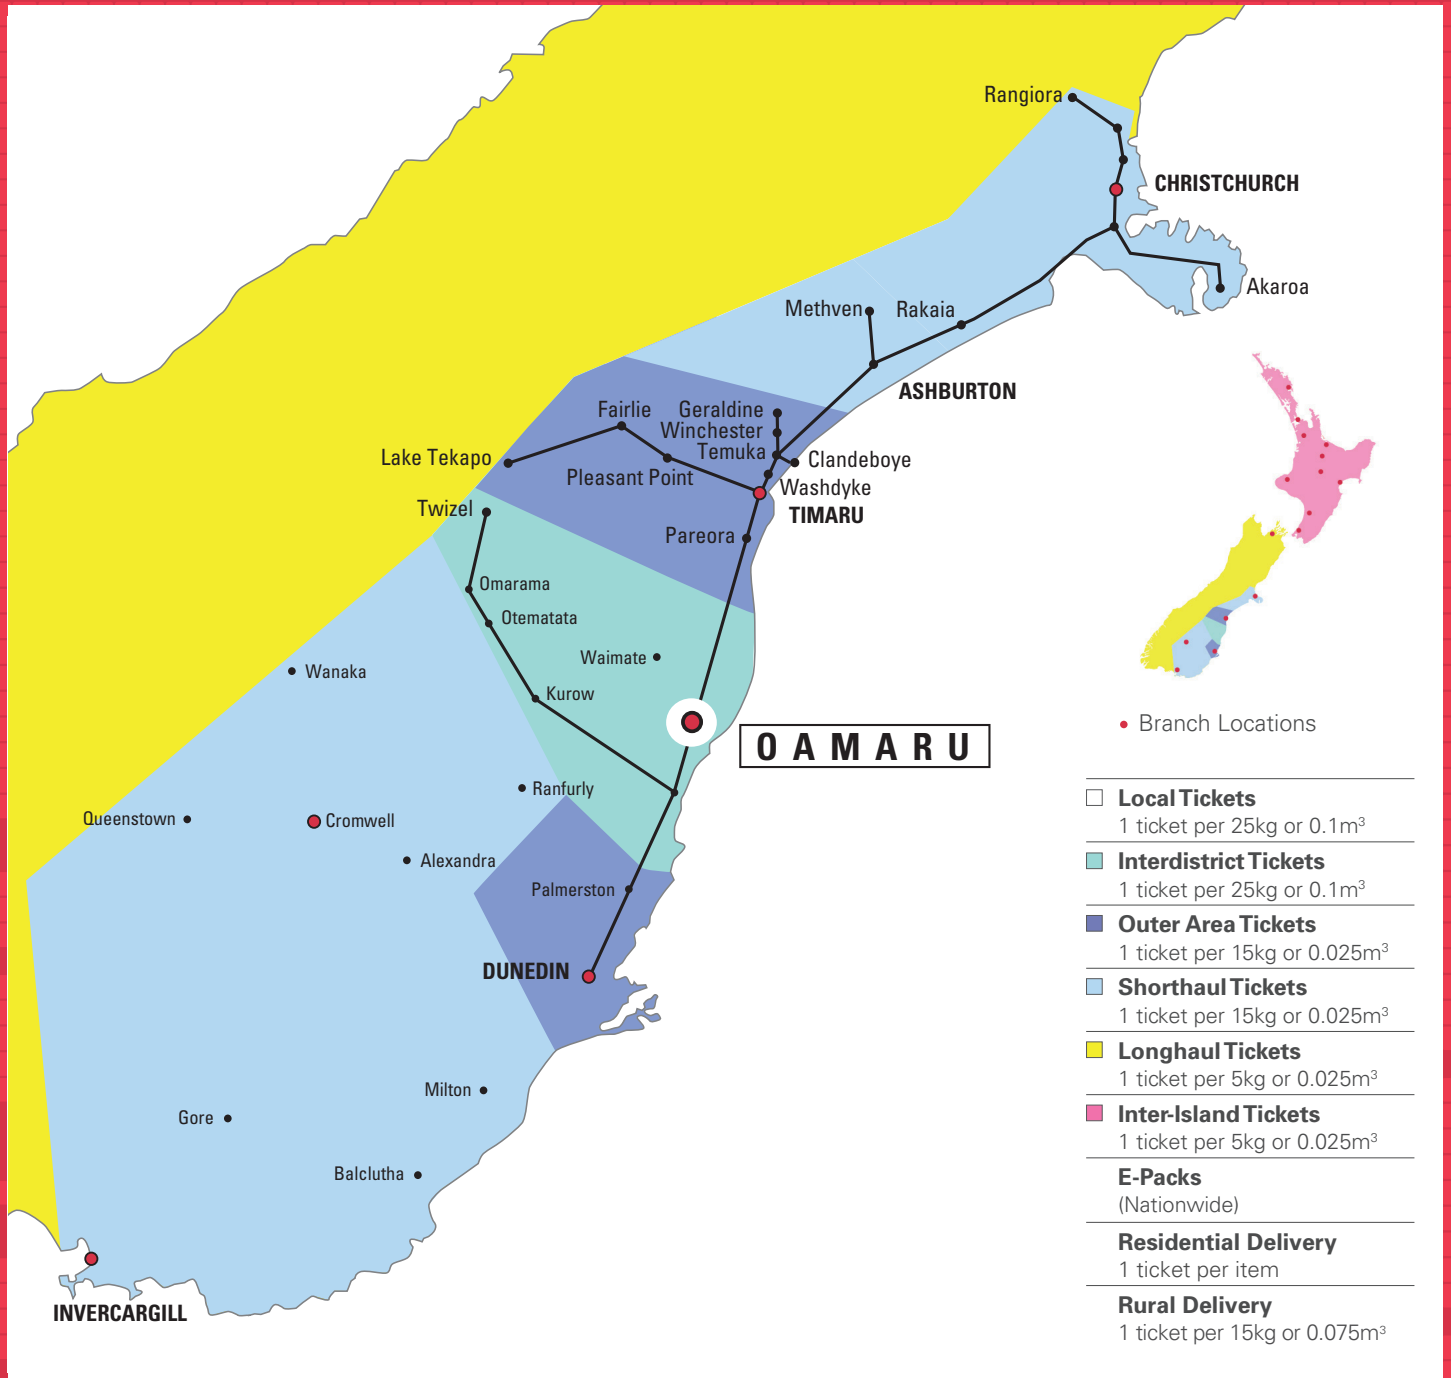 Rangiora
CHRISTCHURCH
Akaroa
Methven
Rakaia
ASHBURTON
Fairlie
Geraldine
Winchester
Temuka
Lake Tekapo
Clandeboye
Pleasant Point
Washdyke
TIMARU
Twizel
Pareora
Omarama
Otematata
Waimate
Wanaka
Kurow
OAMARU
Ranfurly
Queenstown
Cromwell
Alexandra
Palmerston
DUNEDIN
Milton
Gore
Balclutha
INVERCARGILL
Branch Locations
Local Tickets
1 ticket per 25kg or 0.1m³
Interdistrict Tickets
1 ticket per 25kg or 0.1m³
Outer Area Tickets
1 ticket per 15kg or 0.025m³
Shorthaul Tickets
1 ticket per 15kg or 0.025m³
Longhaul Tickets
1 ticket per 5kg or 0.025m³
Inter-Island Tickets
1 ticket per 5kg or 0.025m³
E-Packs
(Nationwide)
Residential Delivery
1 ticket per item
Rural Delivery
1 ticket per 15kg or 0.075m³